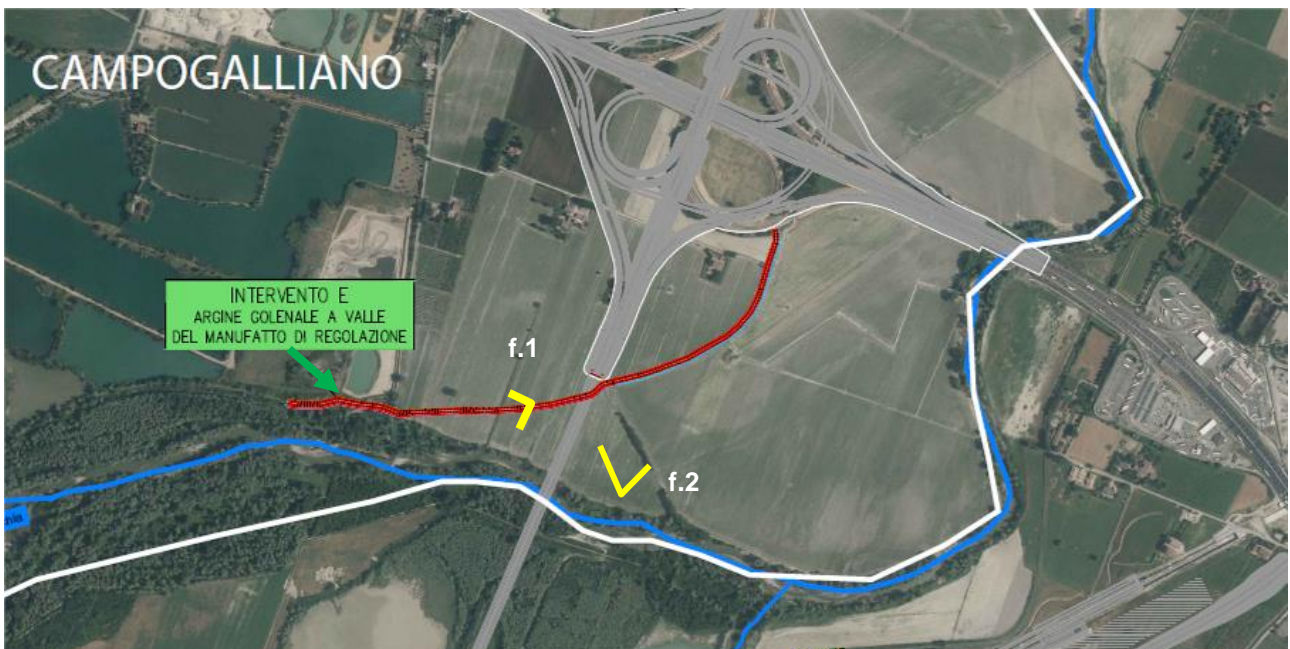 CAMPOGALLIANO
INTERVENTO E
ARGINE GOLENALE A VALLE
DEL MANUFATTO DI REGOLAZIONE
f.1
f.2